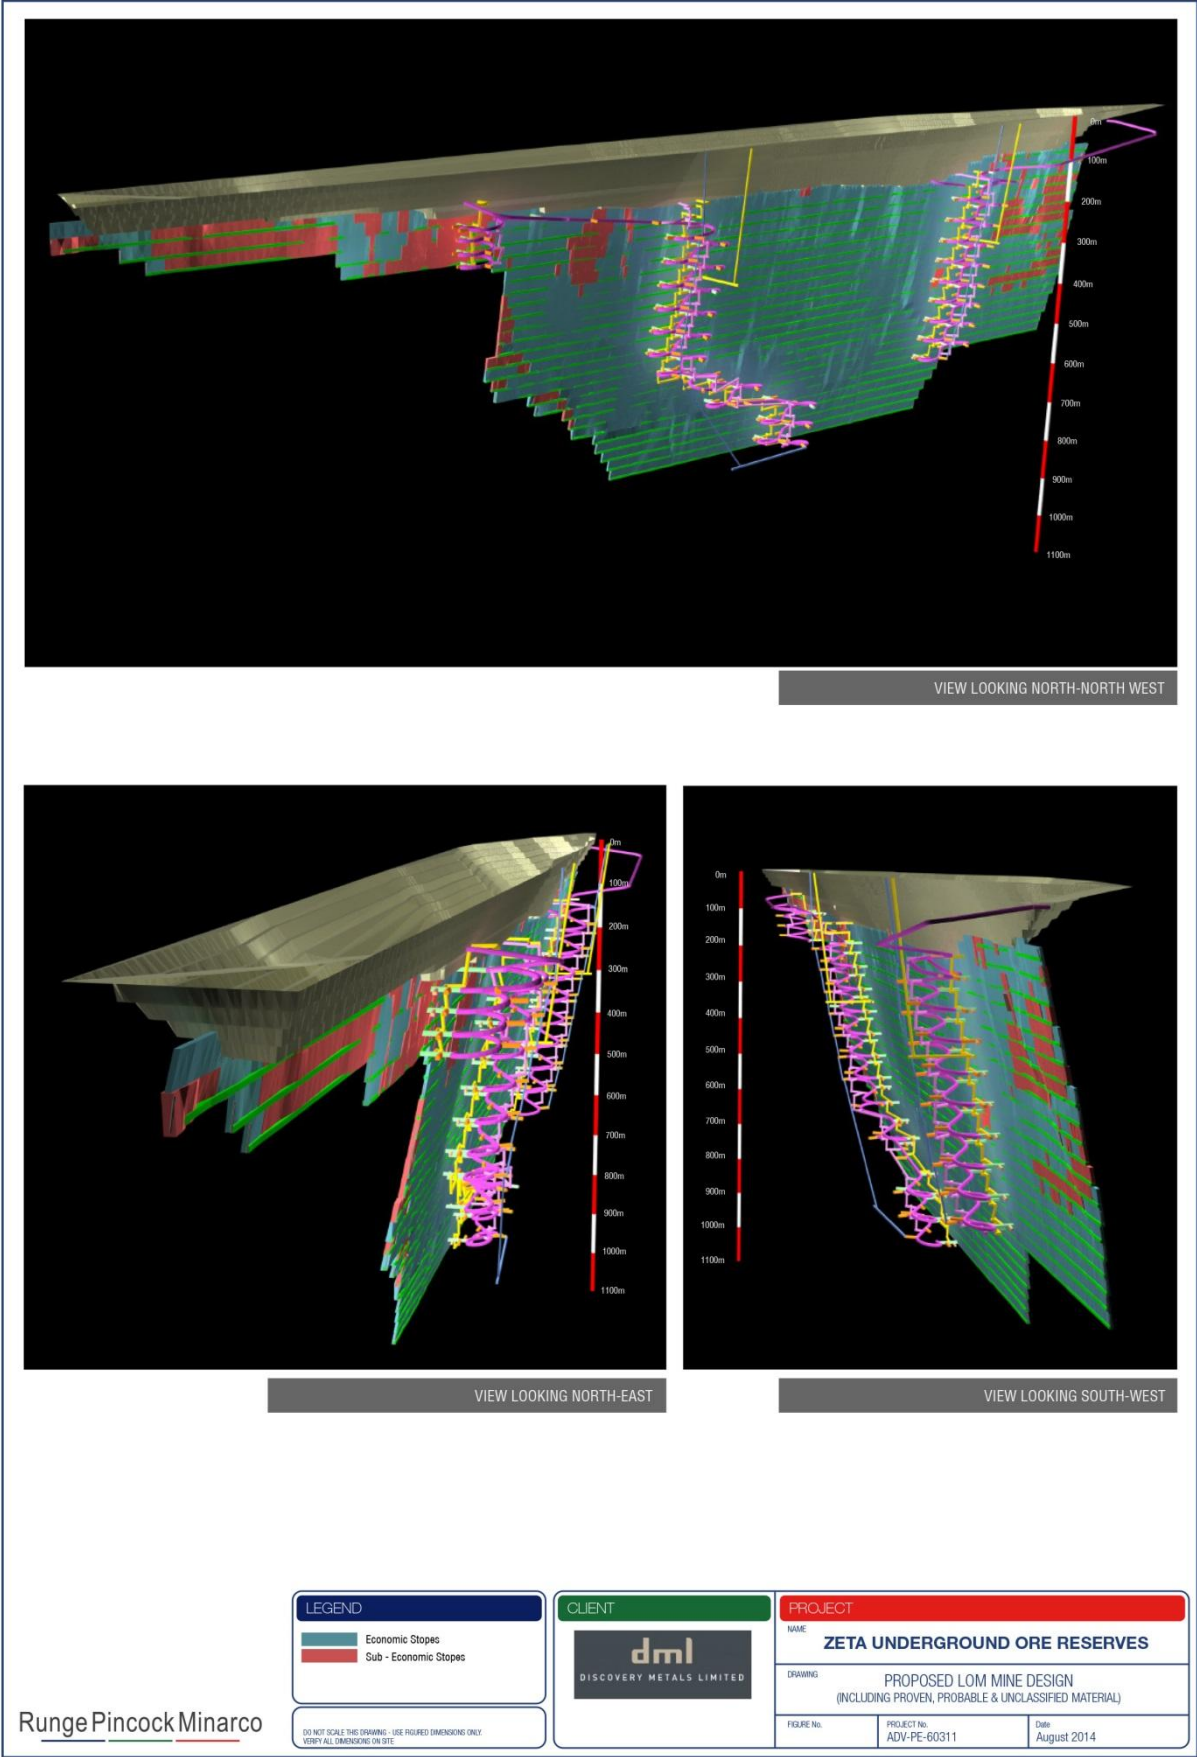 0m
100m
200m
300m
400m
500m
600m
700m
800m
900m
1000m
1100m
VIEW LOOKING NORTH-NORTH WEST
0m
100m
200m
300m
400m
500m
600m
700m
800m
900m
1000m
1100m
VIEW LOOKING NORTH-EAST
0m
100m
200m
300m
400m
500m
600m
700m
800m
900m
1000m
1100m
VIEW LOOKING SOUTH-WEST
Runge Pincock Minarco
LEGEND
Economic Stopes
Sub - Economic Stopes
DO NOT SCALE THIS DRAWING - USE FIGURED DIMENSIONS ONLY.
VERIFY ALL DIMENSIONS ON SITE
CLIENT
dml
DISCOVERY METALS LIMITED
PROJECT
NAME
ZETA UNDERGROUND ORE RESERVES
DRAWING
PROPOSED LOM MINE DESIGN
(INCLUDING PROVEN, PROBABLE & UNCLASSIFIED MATERIAL)
FIGURE No.
PROJECT No.
ADV-PE-60311
Date
August 2014